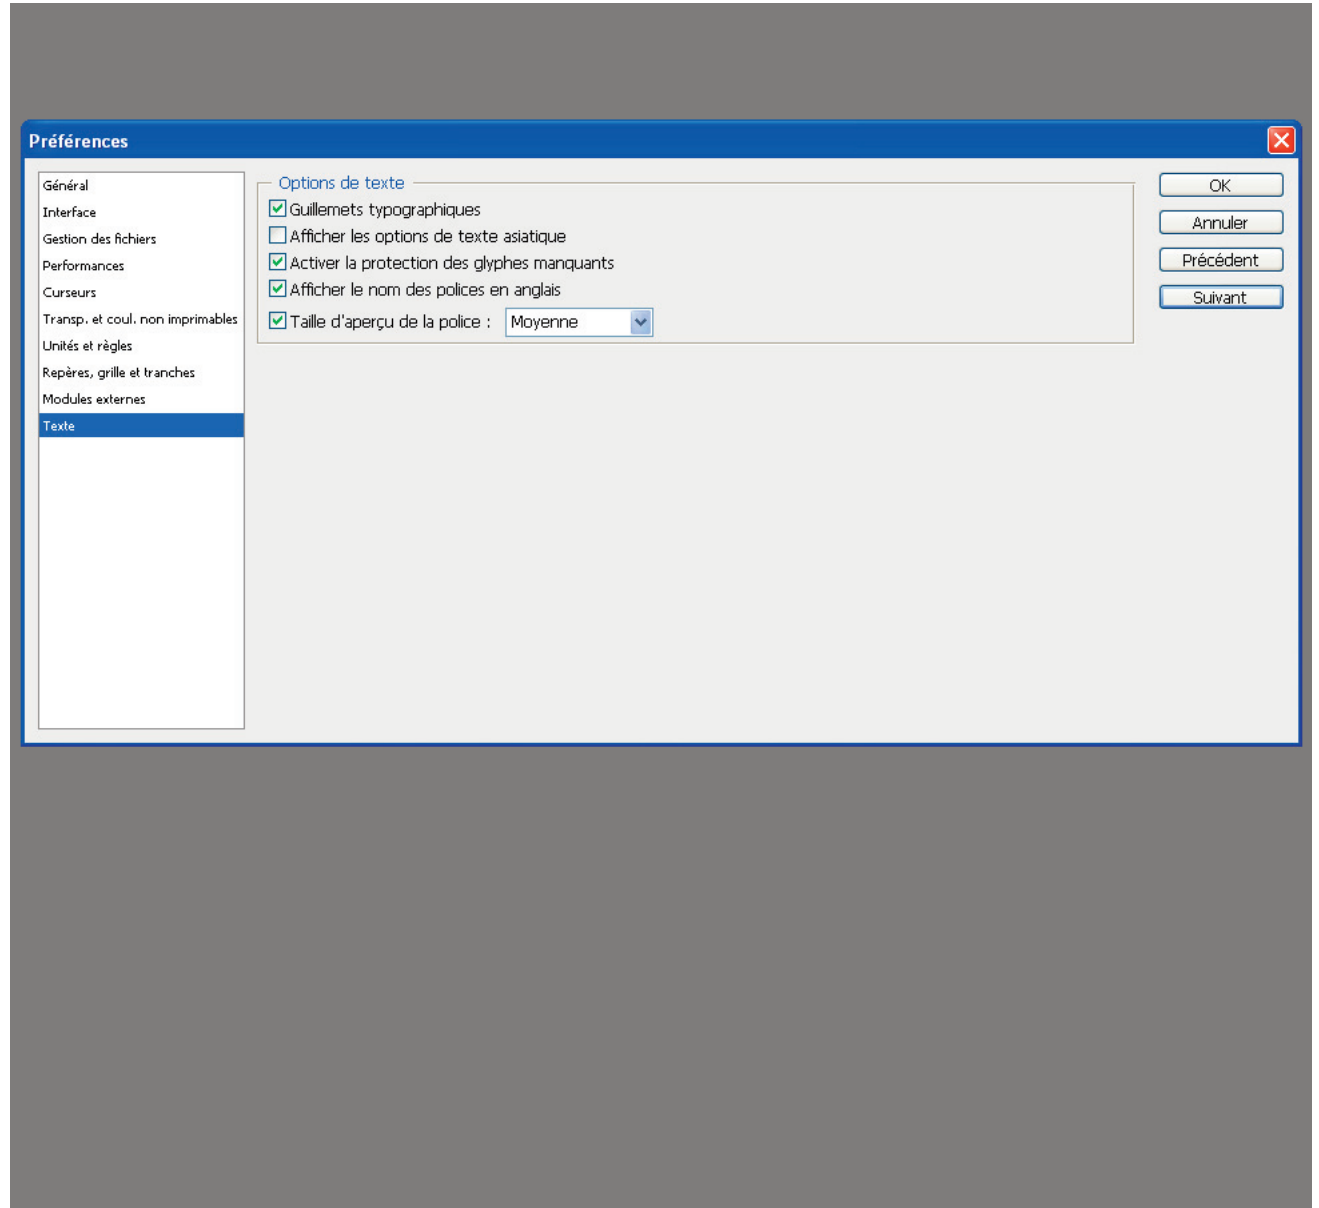 Préférences
Général
Interface
Gestion des fichiers
Performances
Curseurs
Transp. et coul. non imprimables
Unités et règles
Repères, grille et tranches
Modules externes
Texte
Options de texte
Guillemets typographiques
Afficher les options de texte asiatique
Activer la protection des glyphes manquants
Afficher le nom des polices en anglais
Taille d'aperçu de la police : Moyenne
OK
Annuler
Précédent
Suivant